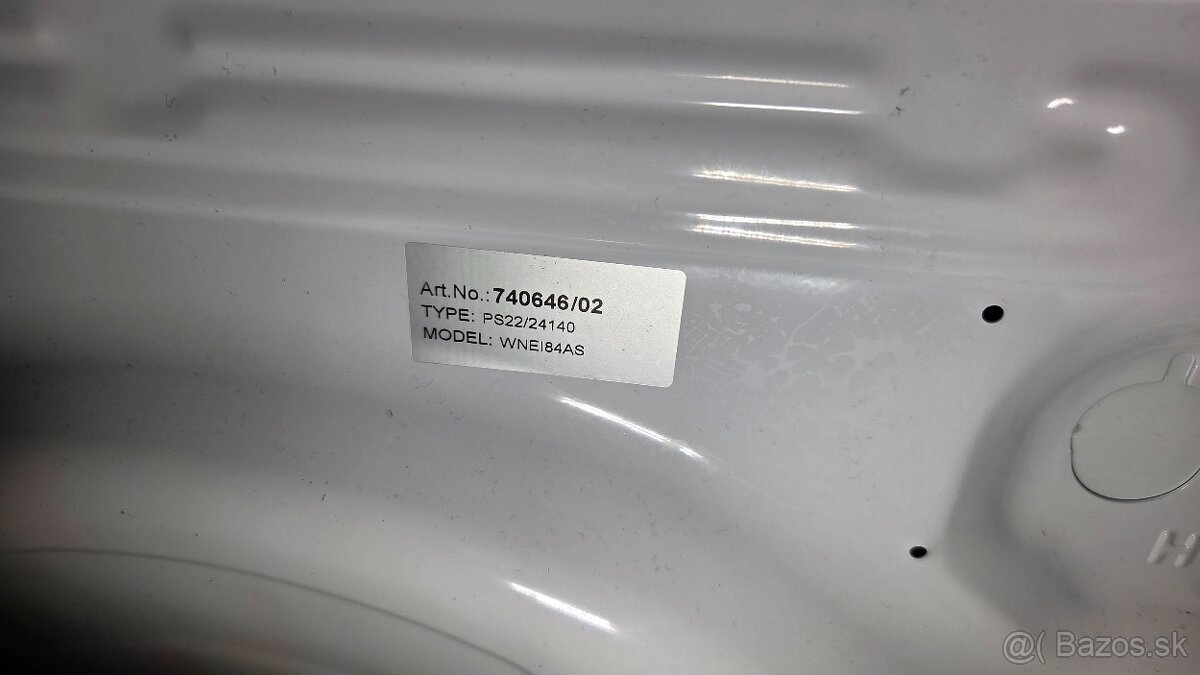 Art.No.:740646/02
TYPE: PS22/24140
MODEL: WNEI84AS
H
@( Bazos.sk